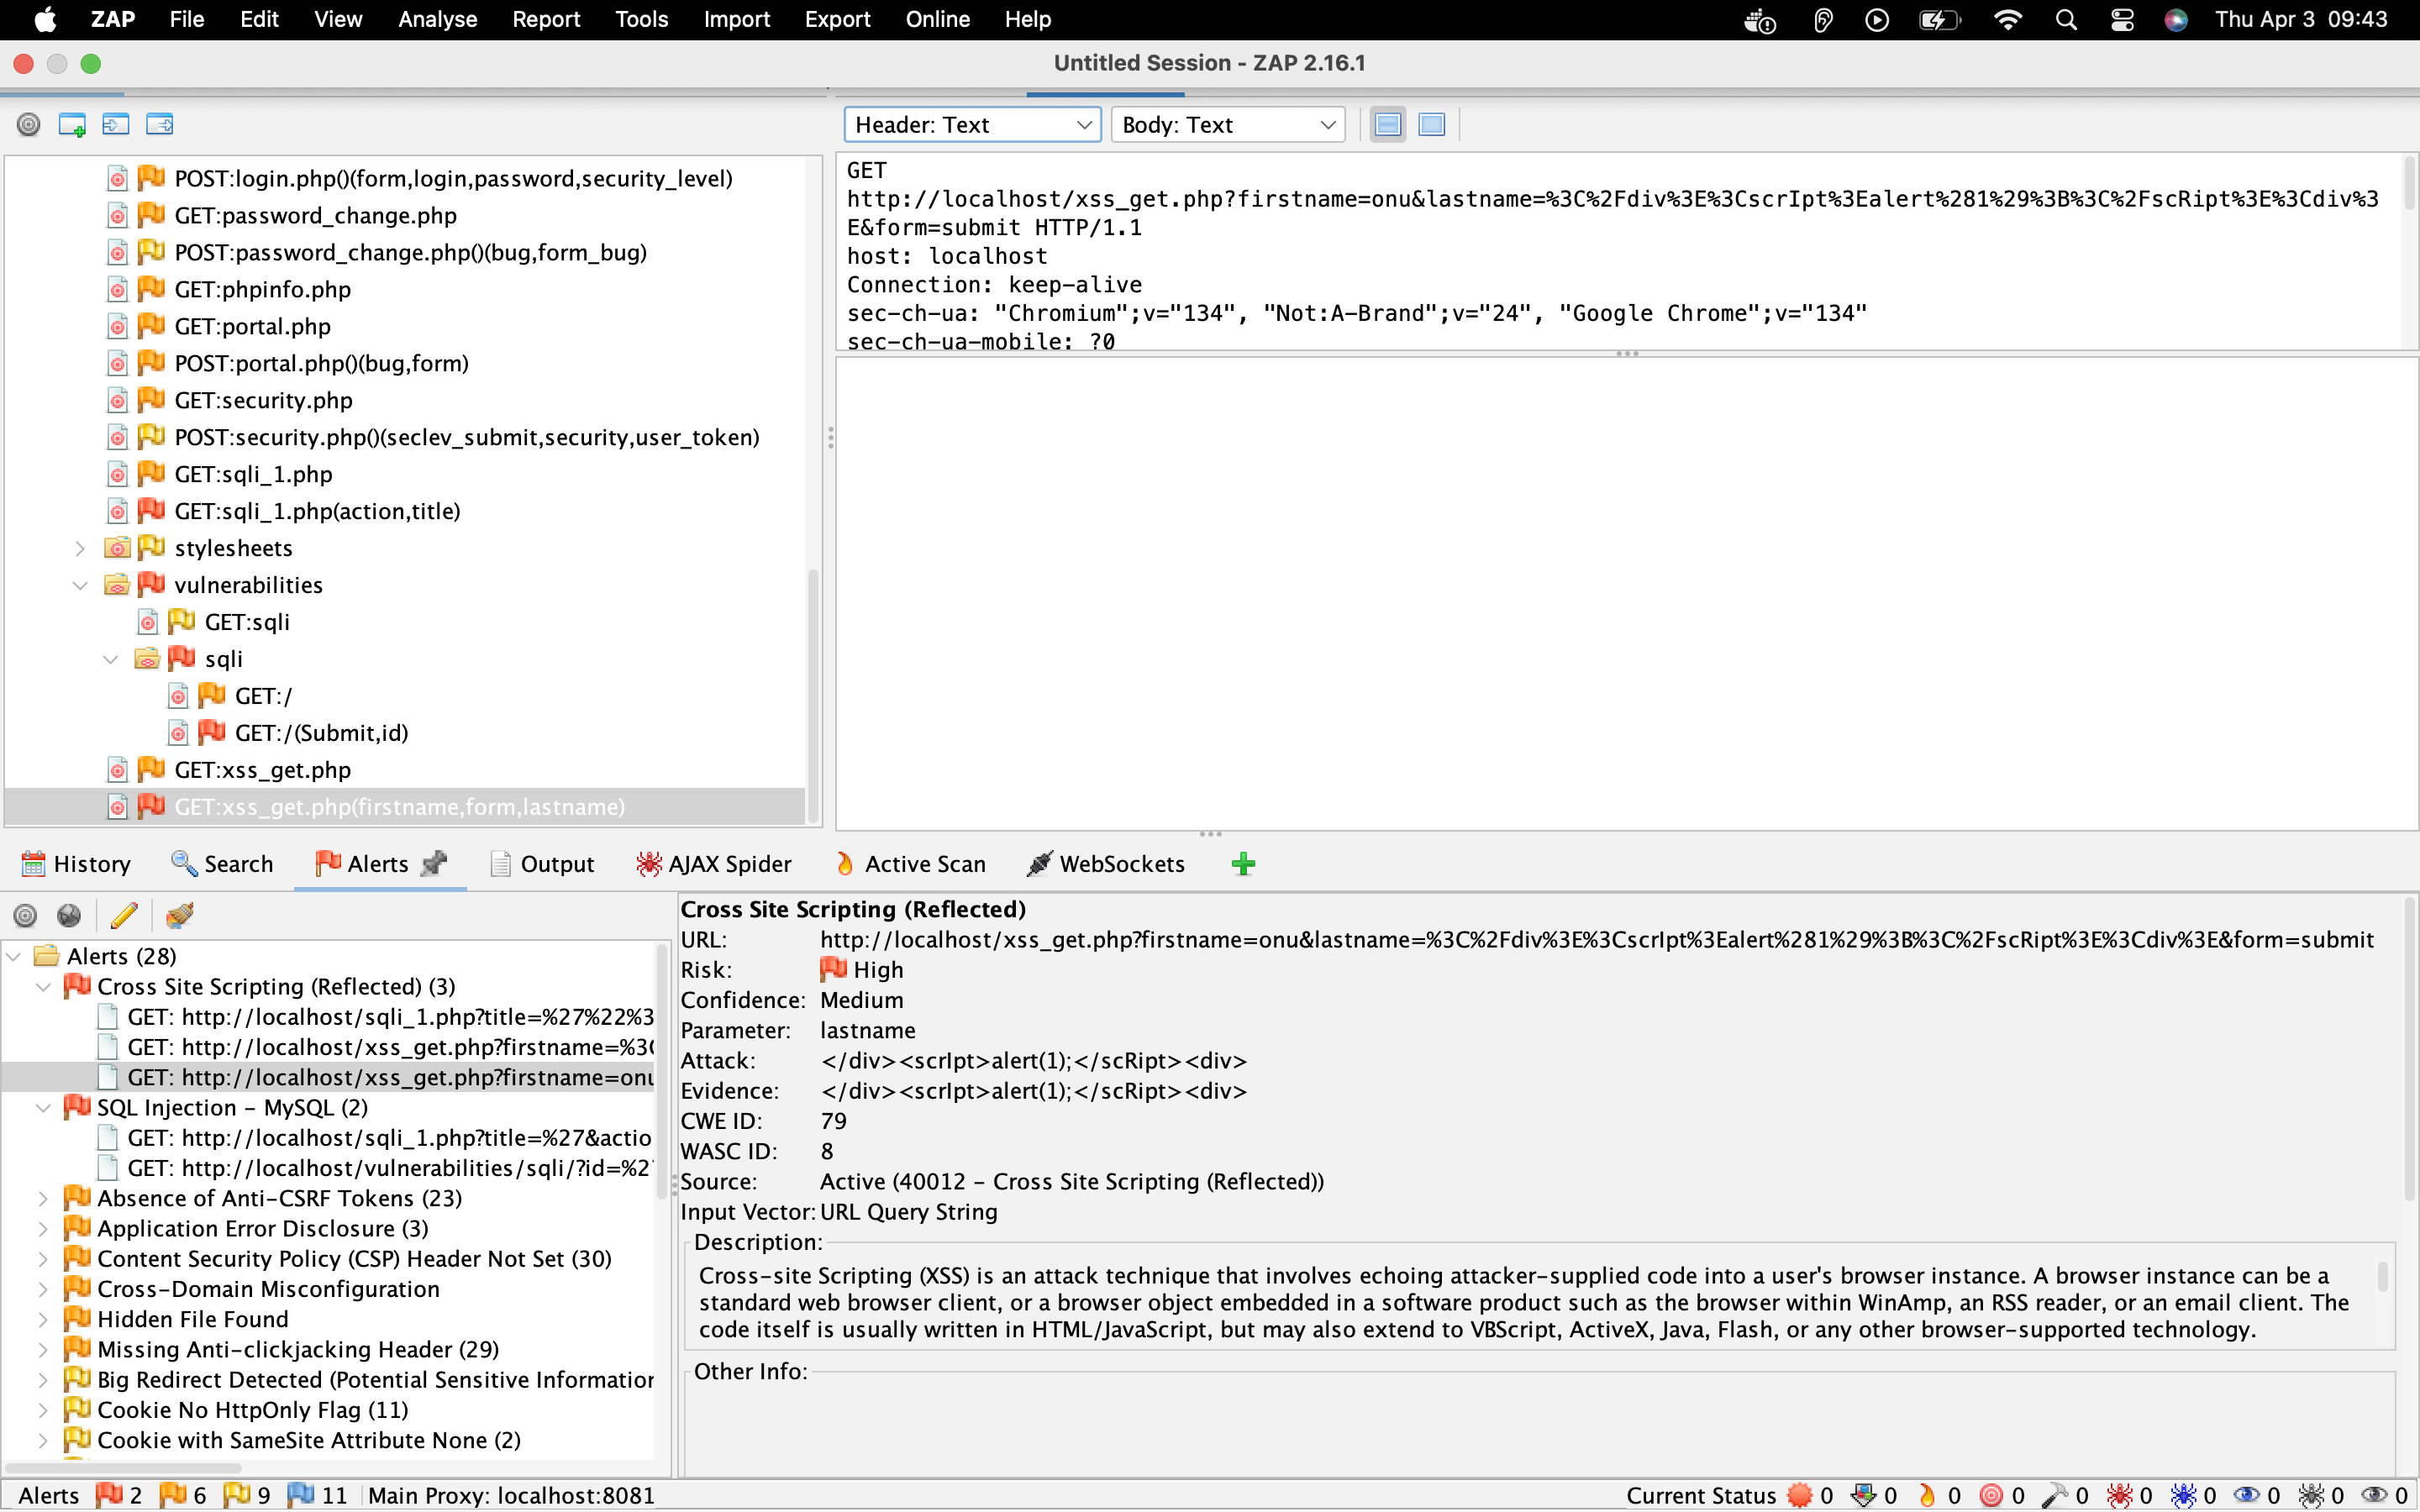 ZAP File Edit View Analyse Report Tools Import Export Online Help Thu Apr 3 09:43
Untitled Session - ZAP 2.16.1
Header: Text Body: Text
POST:login.php()(form,login,password,security_level)
GET:password_change.php
POST:password_change.php()(bug,form_bug)
GET:phpinfo.php
GET:portal.php
POST:portal.php()(bug,form)
GET:security.php
POST:security.php()(seclev_submit,security,user_token)
GET:sqli_1.php
GET:sqli_1.php(action,title)
stylesheets
vulnerabilities
GET:sqli
sqli
GET:/
GET:/(Submit,id)
GET:xss_get.php
GET:xss_get.php(firstname,form,lastname)
GET
http://localhost/xss_get.php?firstname=onu&lastname=%3C%2Fdiv%3E%3CscrIpt%3Ealert%281%29%3B%3C%2FscRipt%3E%3Cdiv%3
E&form=submit HTTP/1.1
host: localhost
Connection: keep-alive
sec-ch-ua: "Chromium";v="134", "Not:A-Brand";v="24", "Google Chrome";v="134"
sec-ch-ua-mobile: ?0
History Search Alerts Output AJAX Spider Active Scan WebSockets
Alerts (28)
Cross Site Scripting (Reflected) (3)
GET: http://localhost/sqli_1.php?title=%27%22%3
GET: http://localhost/xss_get.php?firstname=%3
GET: http://localhost/xss_get.php?firstname=onu
SQL Injection - MySQL (2)
GET: http://localhost/sqli_1.php?title=%27&actio
GET: http://localhost/vulnerabilities/sqli/?id=%2
Absence of Anti-CSRF Tokens (23)
Application Error Disclosure (3)
Content Security Policy (CSP) Header Not Set (30)
Cross-Domain Misconfiguration
Hidden File Found
Missing Anti-clickjacking Header (29)
Big Redirect Detected (Potential Sensitive Information
Cookie No HttpOnly Flag (11)
Cookie with SameSite Attribute None (2)
Cross Site Scripting (Reflected)
URL: http://localhost/xss_get.php?firstname=onu&lastname=%3C%2Fdiv%3E%3CscrIpt%3Ealert%281%29%3B%3C%2FscRipt%3E%3Cdiv%3E&form=submit
Risk: High
Confidence: Medium
Parameter: lastname
Attack: </div><scrIpt>alert(1);</scRipt><div>
Evidence: </div><scrIpt>alert(1);</scRipt><div>
CWE ID: 79
WASC ID: 8
Source: Active (40012 - Cross Site Scripting (Reflected))
Input Vector: URL Query String
Description:
Cross-site Scripting (XSS) is an attack technique that involves echoing attacker-supplied code into a user's browser instance. A browser instance can be a
standard web browser client, or a browser object embedded in a software product such as the browser within WinAmp, an RSS reader, or an email client. The
code itself is usually written in HTML/JavaScript, but may also extend to VBScript, ActiveX, Java, Flash, or any other browser-supported technology.
Other Info:
Alerts 2 6 9 11 Main Proxy: localhost:8081 Current Status 0 0 0 0 0 0 0 0 0 0